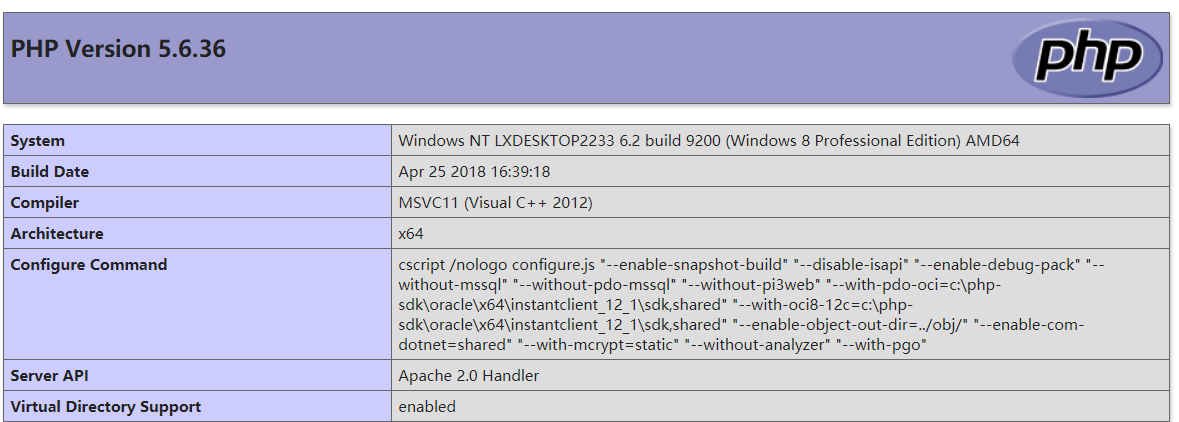 PHP Version 5.6.36
php
System Windows NT LXDESKTOP2233 6.2 build 9200 (Windows 8 Professional Edition) AMD64
Build Date Apr 25 2018 16:39:18
Compiler MSVC11 (Visual C++ 2012)
Architecture x64
Configure Command cscript /nologo configure.js "--enable-snapshot-build" "--disable-isapi" "--enable-debug-pack" "--
without-mssql" "--without-pdo-mssql" "--without-pi3web" "--with-pdo-oci=c:\php-
sdk\oracle\x64\instantclient_12_1\sdk,shared" "--with-oci8-12c=c:\php-
sdk\oracle\x64\instantclient_12_1\sdk,shared" "--enable-object-out-dir=../obj/" "--enable-com-
dotnet=shared" "--with-mcrypt=static" "--without-analyzer" "--with-pgo"
Server API Apache 2.0 Handler
Virtual Directory Support enabled